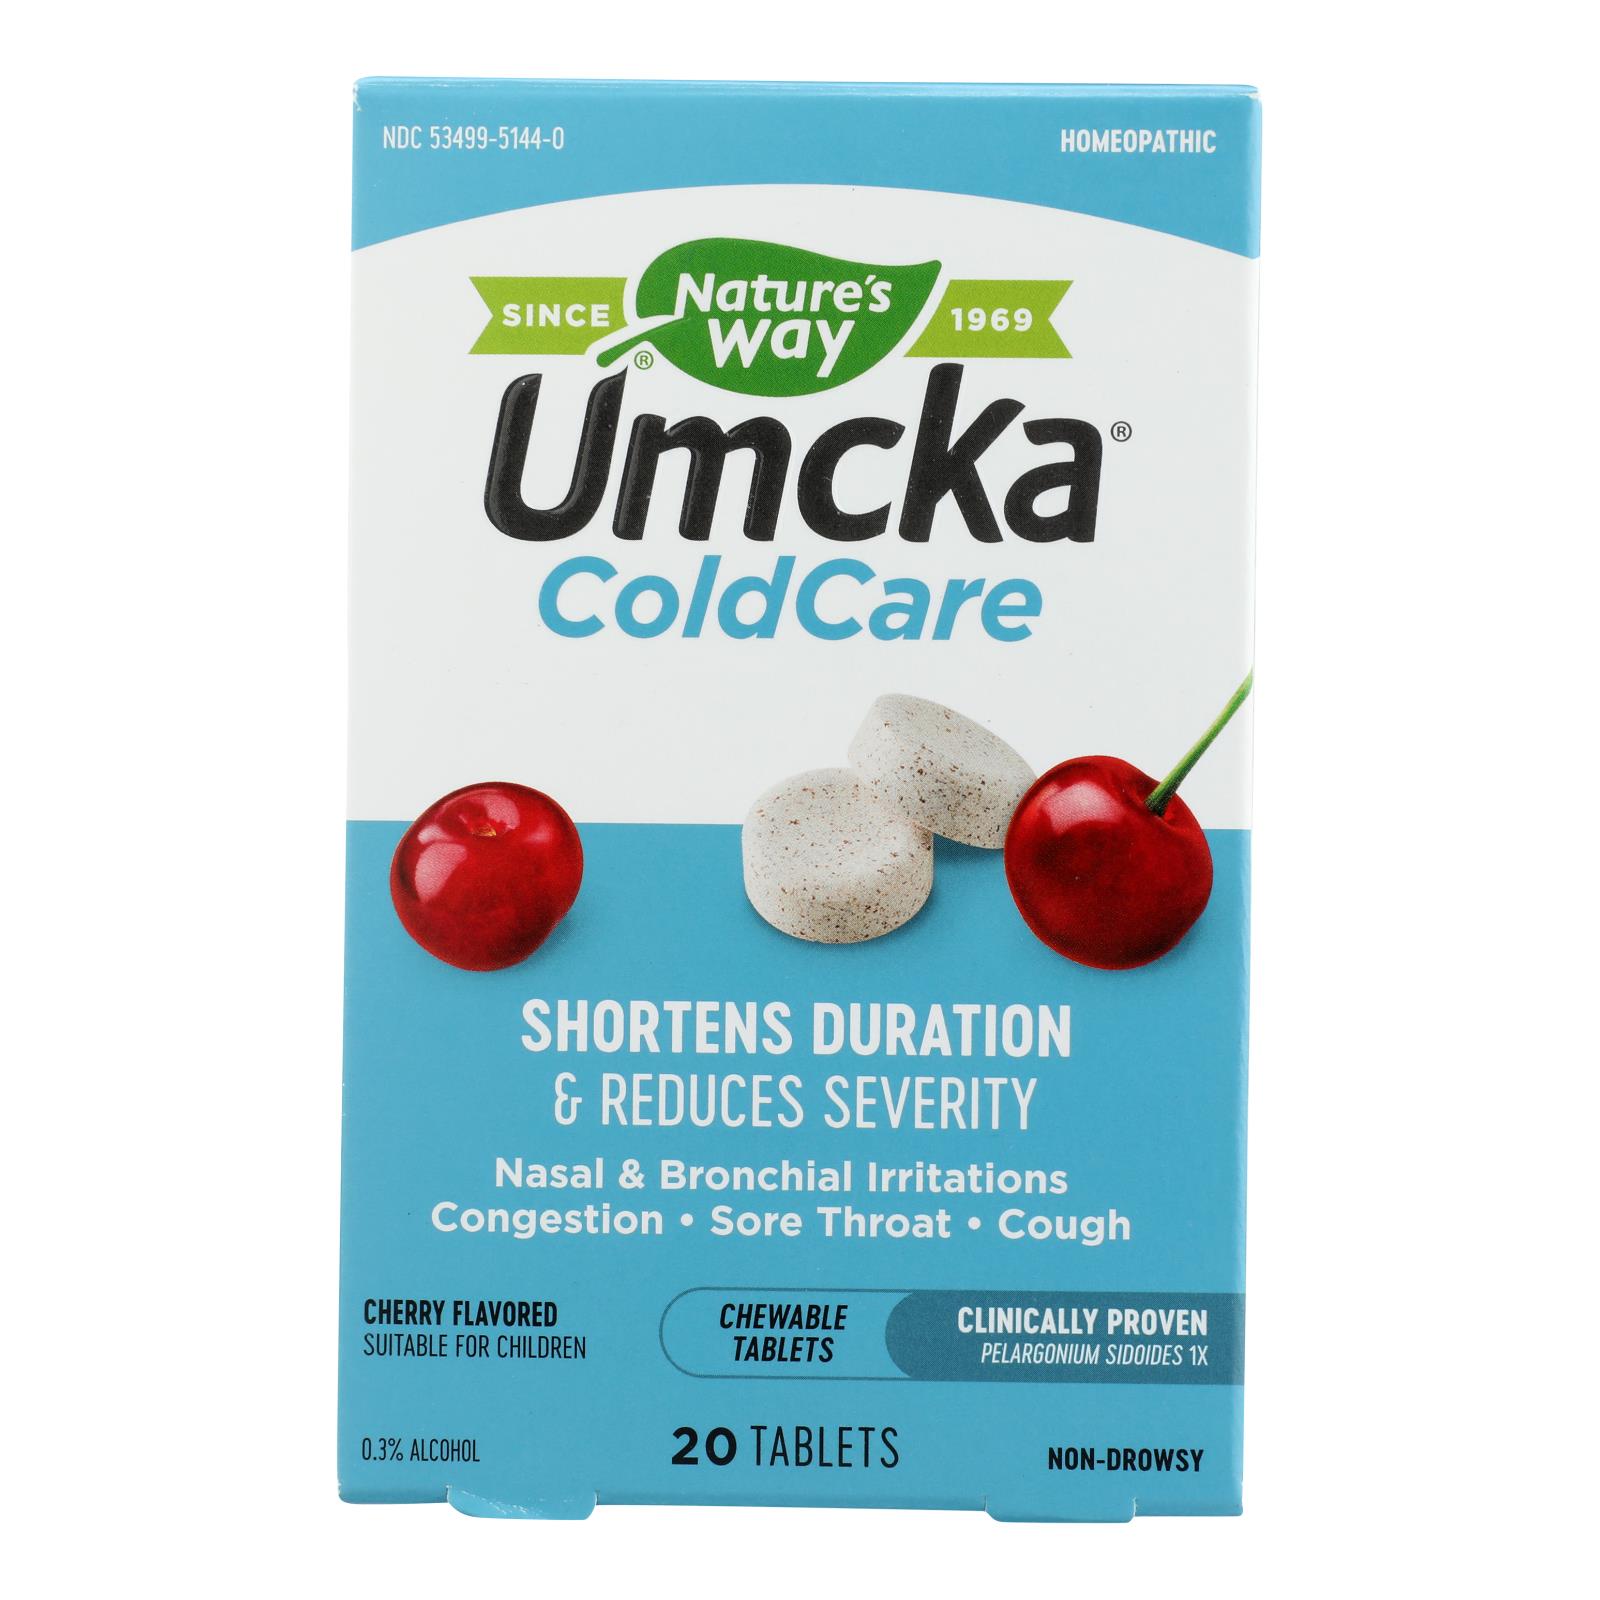 NDC 53499-5144-0
HOMEOPATHIC
SINCE
Nature's
Way®
1969
Umcka®
ColdCare
SHORTENS DURATION
& REDUCES SEVERITY
Nasal & Bronchial Irritations
Congestion • Sore Throat • Cough
CHERRY FLAVORED
SUITABLE FOR CHILDREN
CHEWABLE
TABLETS
CLINICALLY PROVEN
PELARGONIUM SIDOIDES 1X
0.3% ALCOHOL
20 TABLETS
NON-DROWSY